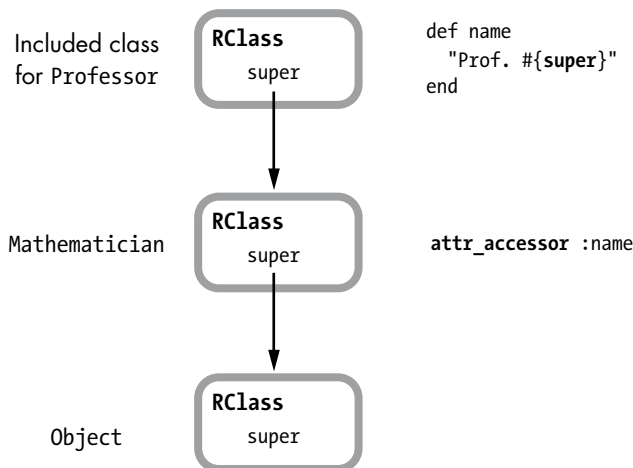 Included class
for Professor
RClass
super
def name
  "Prof. #{super}"
end
Mathematician
RClass
super
attr_accessor :name
Object
RClass
super